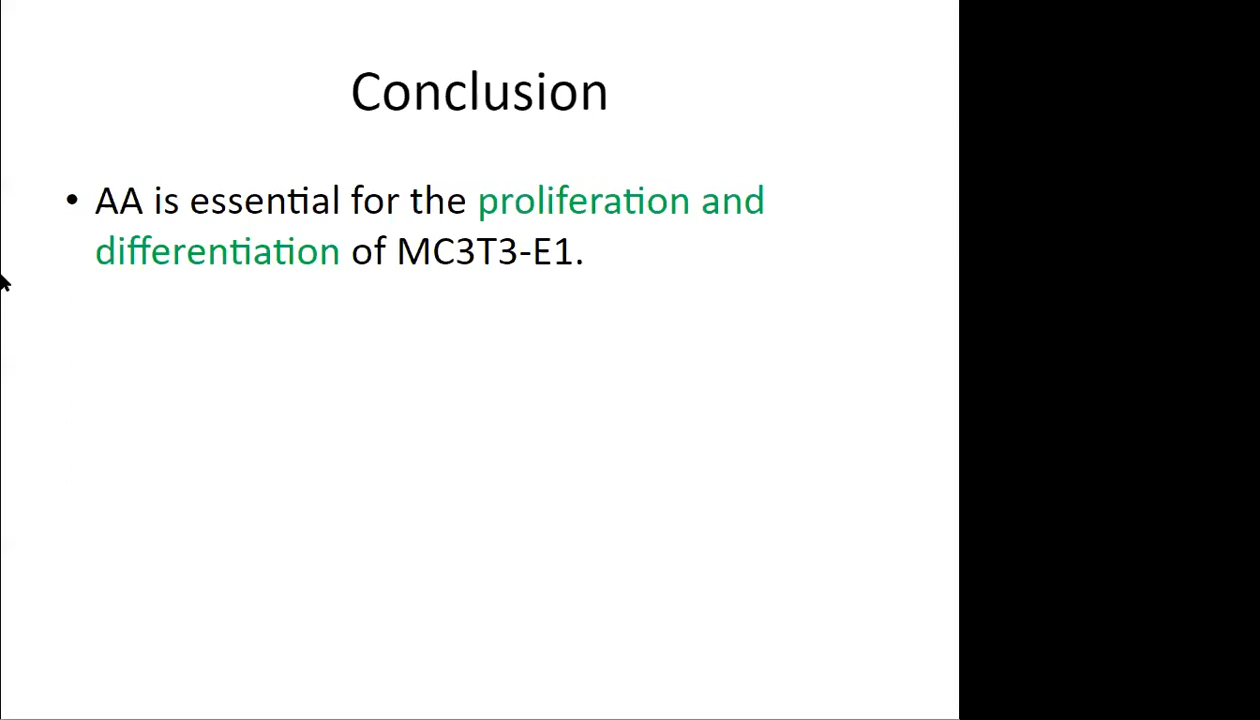 Conclusion
• AA is essential for the proliferation and
differentiation of MC3T3-E1.